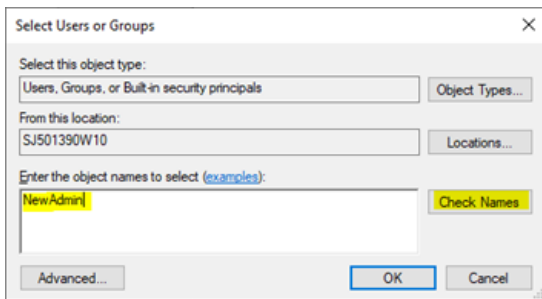 Select Users or Groups
Select this object type:
Users, Groups, or Built-in security principals
Object Types...
From this location:
SJ501390W10
Locations...
Enter the object names to select (examples):
NewAdmin
Check Names
Advanced...
OK
Cancel